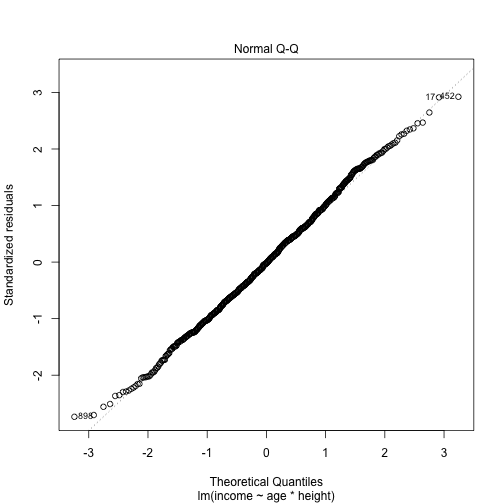 Normal Q-Q
Standardized residuals
3
2
1
0
-1
-2
17
452
898
-3 -2 -1 0 1 2 3
Theoretical Quantiles
lm(income ~ age * height)